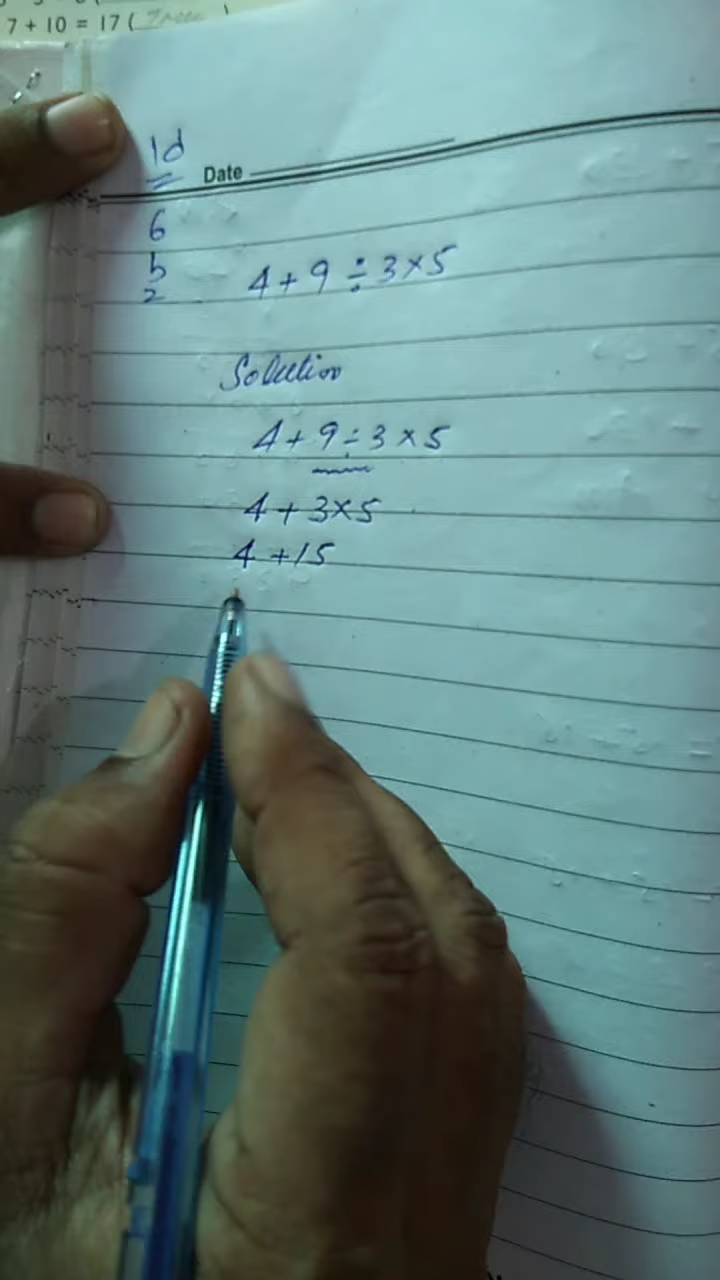 7 + 10 = 17 (
1d
Date
6
b
2
4 + 9 ÷ 3 × 5
Solution
4 + 9 ÷ 3 × 5
4 + 3 × 5
4 + 15